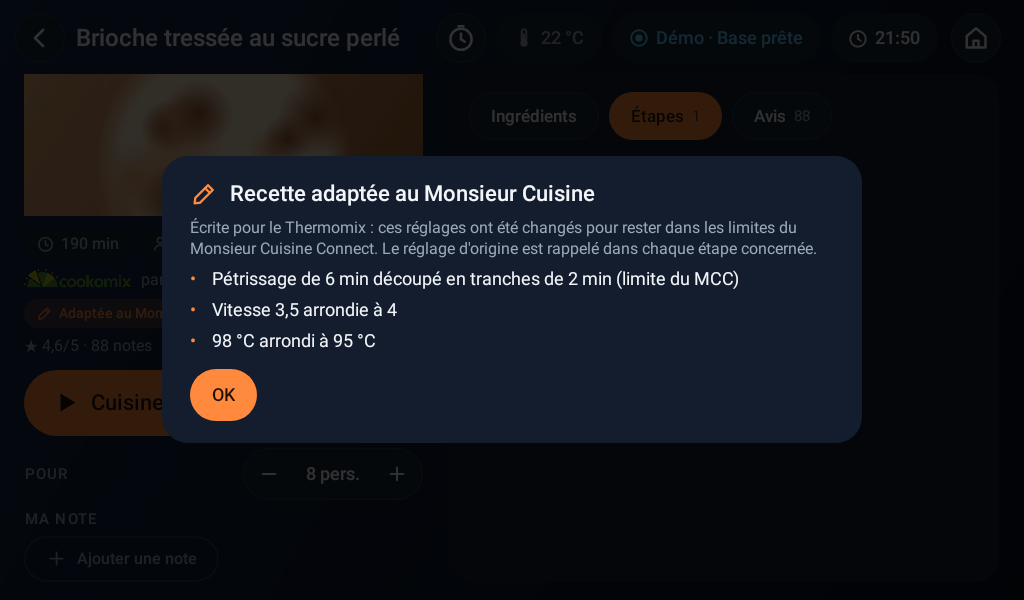 Brioche tressée au sucre perlé
22 °C
Démo · Base prête
21:50
Ingrédients
Étapes 1
Avis 88
Recette adaptée au Monsieur Cuisine
Écrite pour le Thermomix : ces réglages ont été changés pour rester dans les limites du
Monsieur Cuisine Connect. Le réglage d'origine est rappelé dans chaque étape concernée.
• Pétrissage de 6 min découpé en tranches de 2 min (limite du MCC)
• Vitesse 3,5 arrondie à 4
• 98 °C arrondi à 95 °C
OK
190 min
cookomix
Adaptée au
★ 4,6/5 · 88 notes
POUR
8 pers.
MA NOTE
Ajouter une note